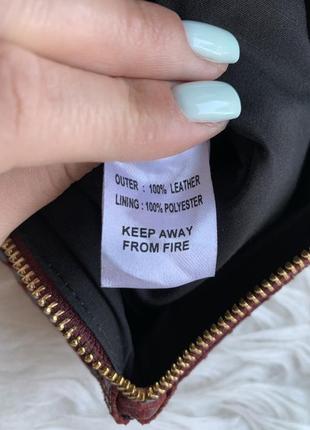 OUTER : 100% LEATHER
LINING : 100% POLYESTER
KEEP AWAY
FROM FIRE